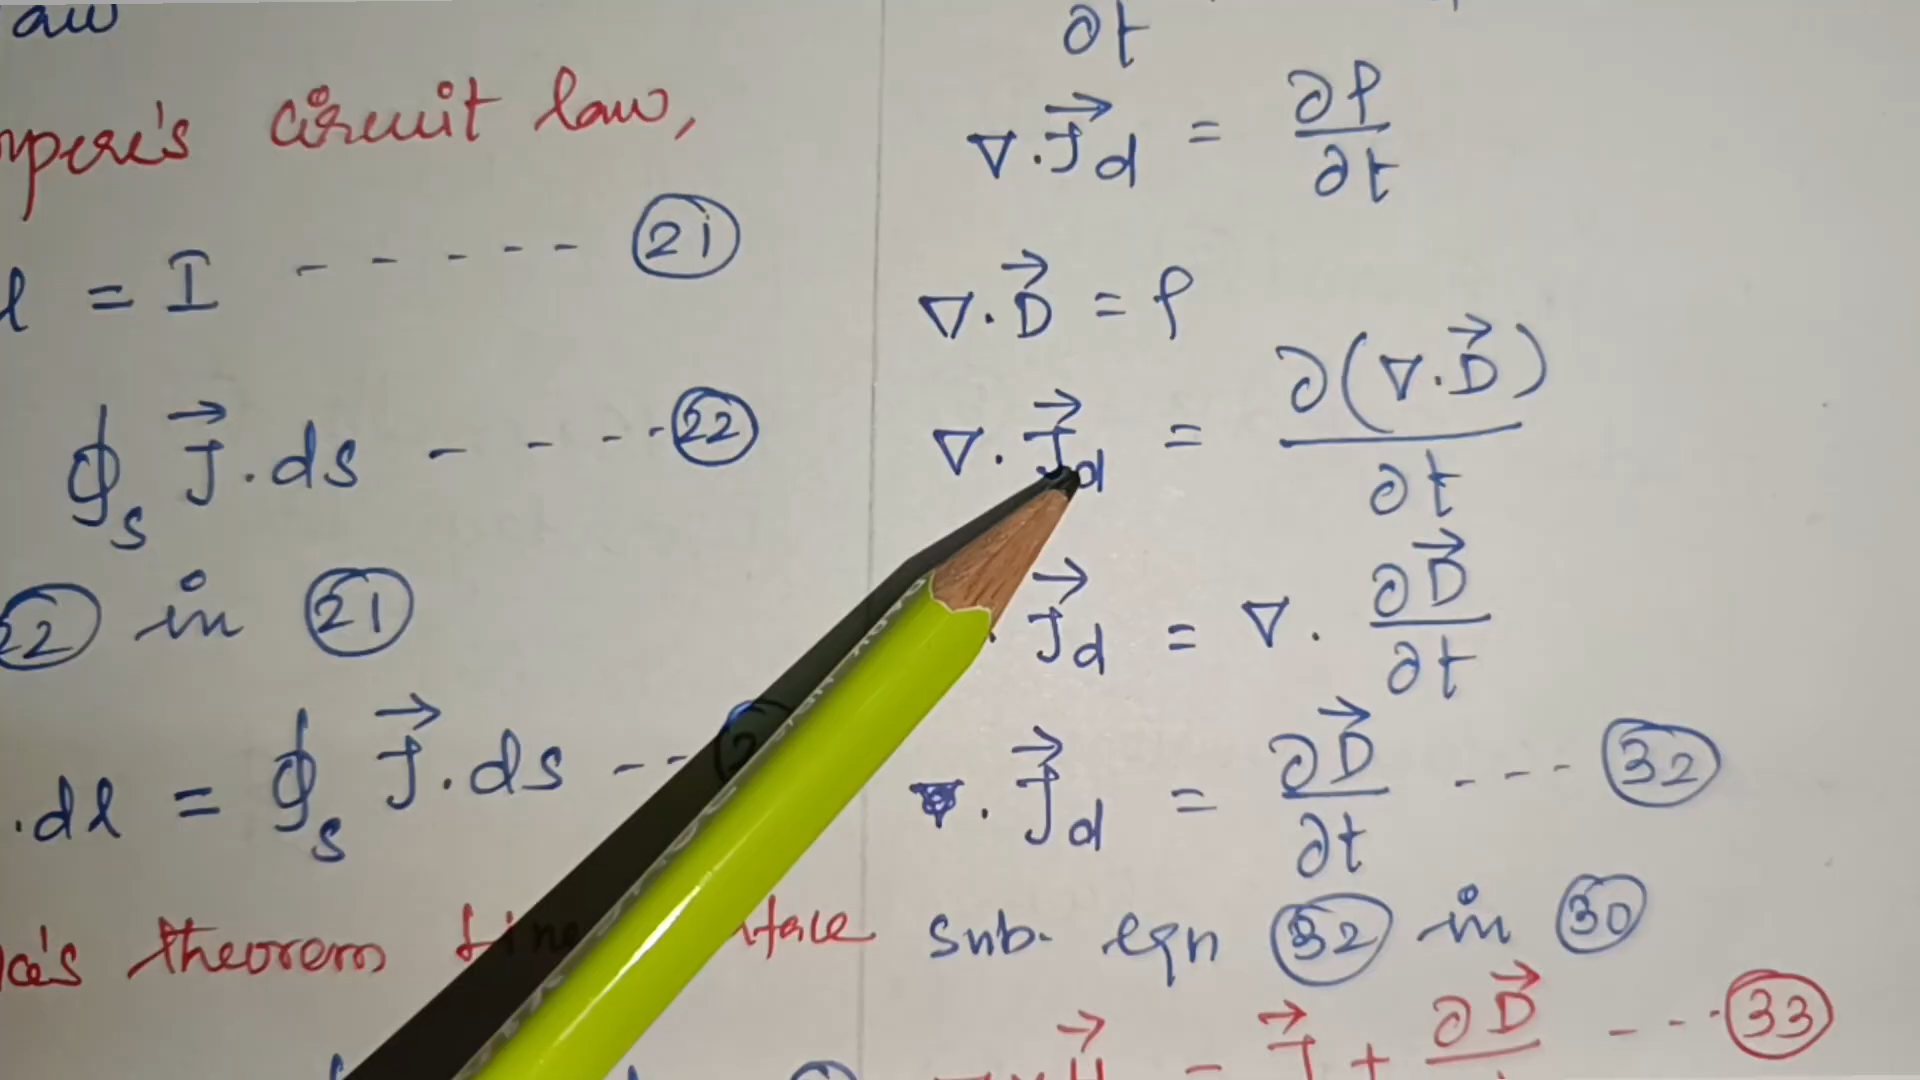 aw
mpere's circuit law,
l = I - - - - - (21)
∮s J⃗.ds - - - - (22)
(22) in (21)
.dl = ∮s J⃗.ds - -
theorem
∂t
∇.J⃗d = ∂ρ/∂t
∇.D⃗ = ρ
∇.J⃗d = ∂(∇.D⃗)/∂t
J⃗d = ∇. ∂D⃗/∂t
. J⃗d = ∂D⃗/∂t - - - (32)
sub. eqn (32) in (30)
= J⃗ + ∂D⃗ - - - (33)